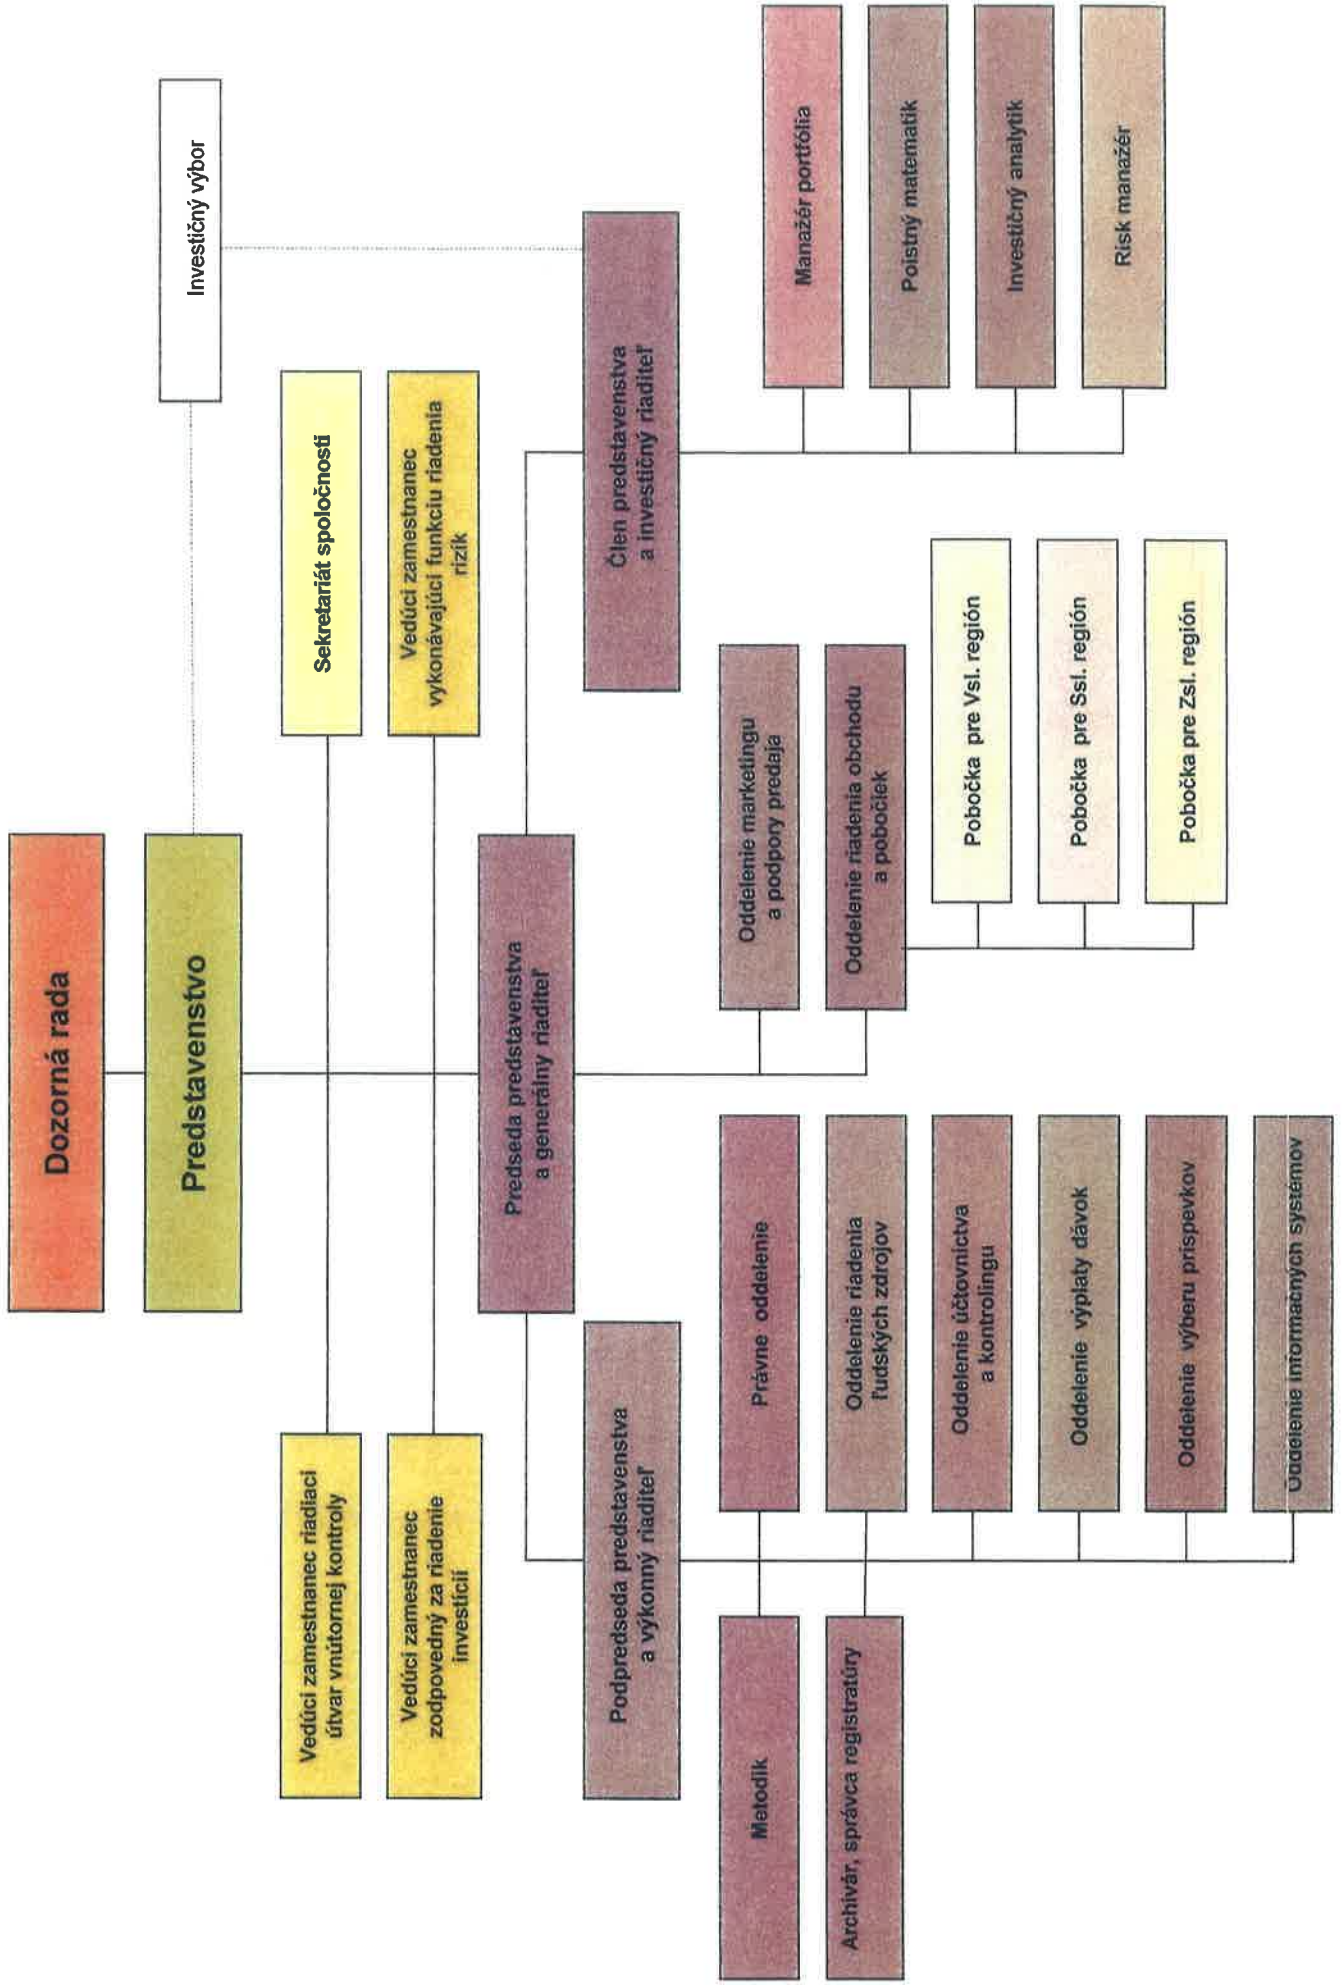 Dozorná rada
Predstavenstvo
Investičný výbor
Vedúci zamestnanec riadiaci
útvar vnútornej kontroly
Sekretariát spoločnosti
Vedúci zamestnanec
zodpovedný za riadenie
investícií
Vedúci zamestnanec
vykonávajúci funkciu riadenia
rizík
Predseda predstavenstva
a generálny riaditeľ
Podpredseda predstavenstva
a výkonný riaditeľ
Člen predstavenstva
a investičný riaditeľ
Metodik
Archivár, správca registratúry
Právne oddelenie
Oddelenie riadenia
ľudských zdrojov
Oddelenie účtovníctva
a kontrolingu
Oddelenie výplaty dávok
Oddelenie výberu príspevkov
Oddelenie informačných systémov
Oddelenie marketingu
a podpory predaja
Oddelenie riadenia obchodu
a pobočiek
Pobočka pre Vsl. región
Pobočka pre Ssl. región
Pobočka pre Zsl. región
Manažér portfólia
Poistný matematik
Investičný analytik
Risk manažér